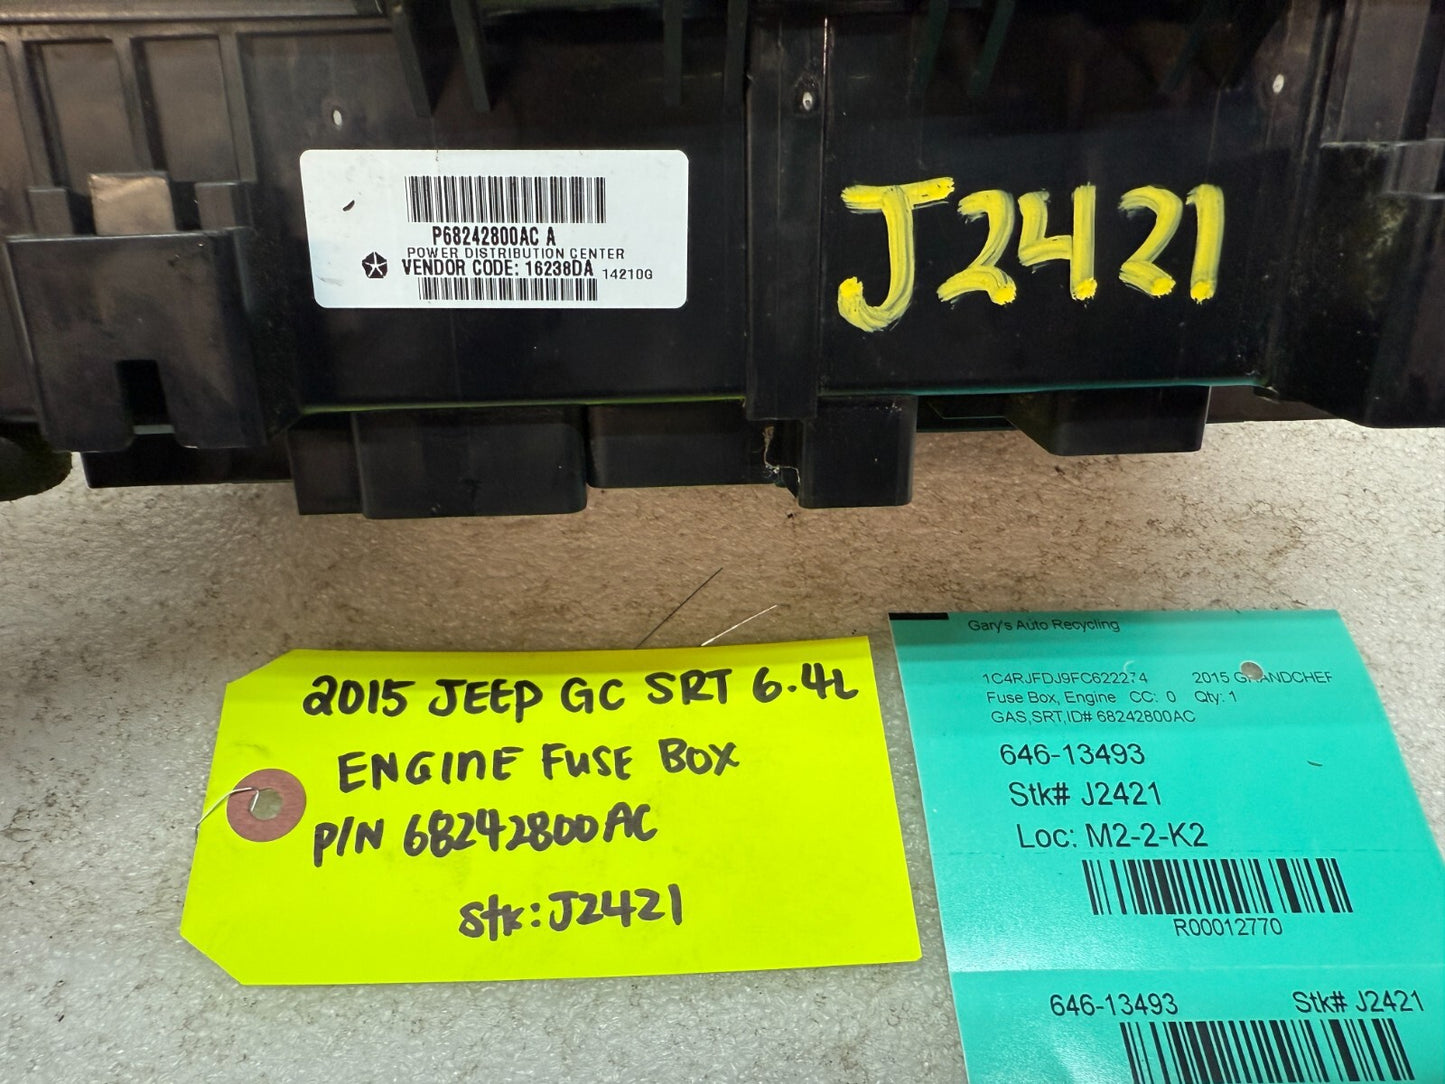 P68242800AC A
POWER DISTRIBUTION CENTER
VENDOR CODE: 16238DA 14210G
J2421
2015 JEEP GC SRT 6.4L
ENGINE FUSE BOX
P/N 68242800AC
Stk: J2421
Gary's Auto Recycling
1C4RJFDJ9FC622274 2015 GRANDCHER
Fuse Box, Engine CC: 0 Qty: 1
GAS,SRT,ID# 68242800AC
646-13493
Stk# J2421
Loc: M2-2-K2
R00012770
646-13493 Stk# J2421